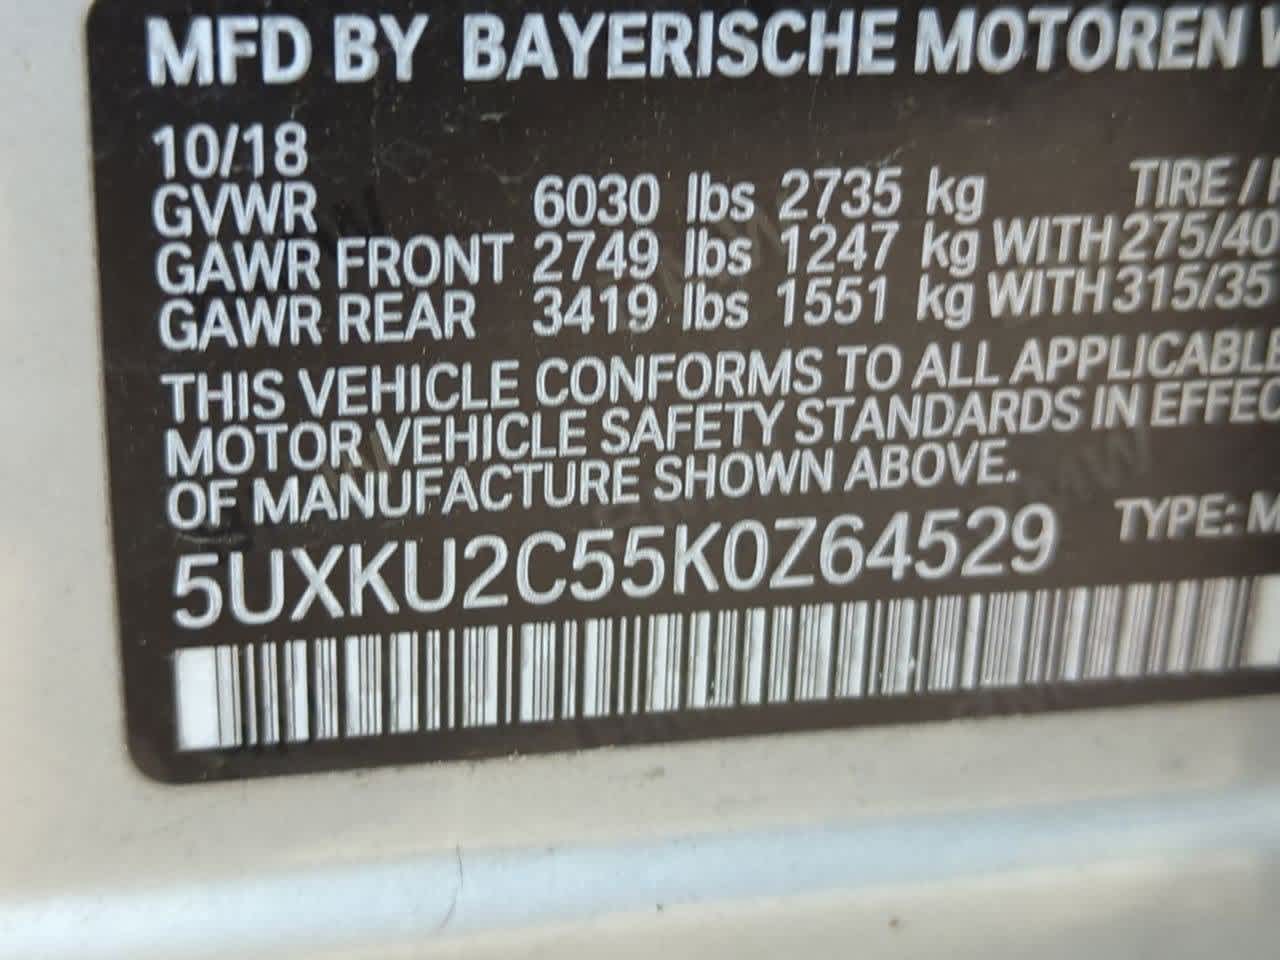 MFD BY BAYERISCHE MOTOREN
10/18
GVWR 6030 lbs 2735 kg TIRE /
GAWR FRONT 2749 lbs 1247 kg WITH 275/40
GAWR REAR 3419 lbs 1551 kg WITH 315/35
THIS VEHICLE CONFORMS TO ALL APPLICABLE
MOTOR VEHICLE SAFETY STANDARDS IN EFFEC
OF MANUFACTURE SHOWN ABOVE.
5UXKU2C55K0Z64529 TYPE: M